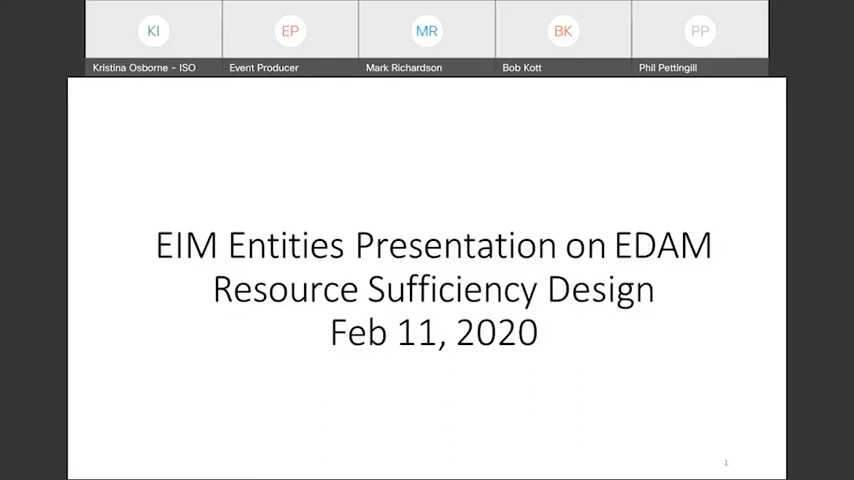 KI
EP
MR
BK
PP
Kristina Osborne - ISO
Event Producer
Mark Richardson
Bob Kott
Phil Pettingill
EIM Entities Presentation on EDAM
Resource Sufficiency Design
Feb 11, 2020
1